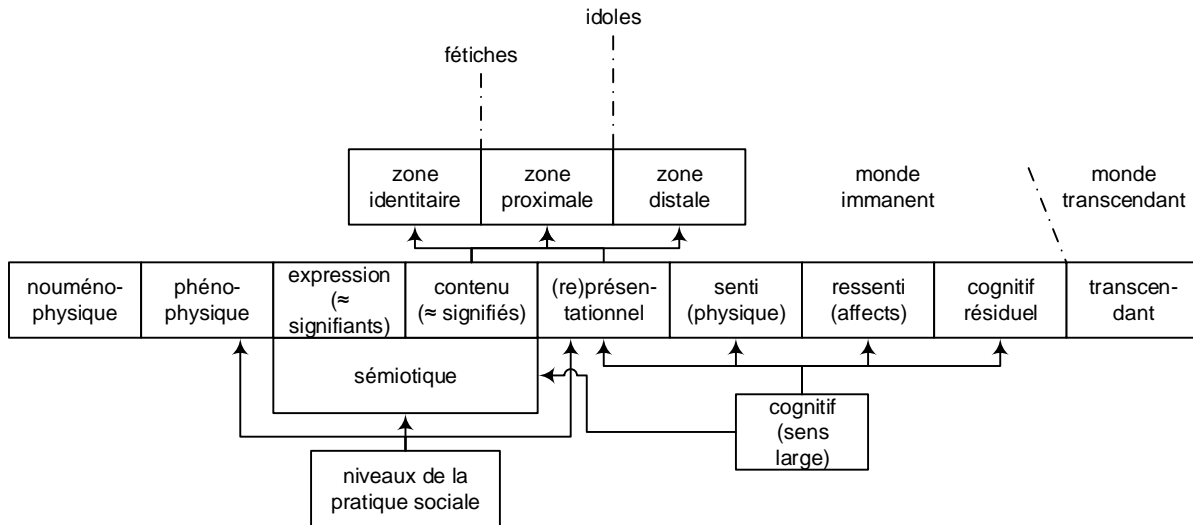 idoles
fétiches
zone
identitaire
zone
proximale
zone
distale
monde
immanent
monde
transcendant
nouméno-
physique
phéno-
physique
expression
(≈
signifiants)
contenu
(≈ signifiés)
(re)présen-
tationnel
senti
(physique)
ressenti
(affects)
cognitif
résiduel
transcen-
dant
sémiotique
cognitif
(sens
large)
niveaux de la
pratique sociale